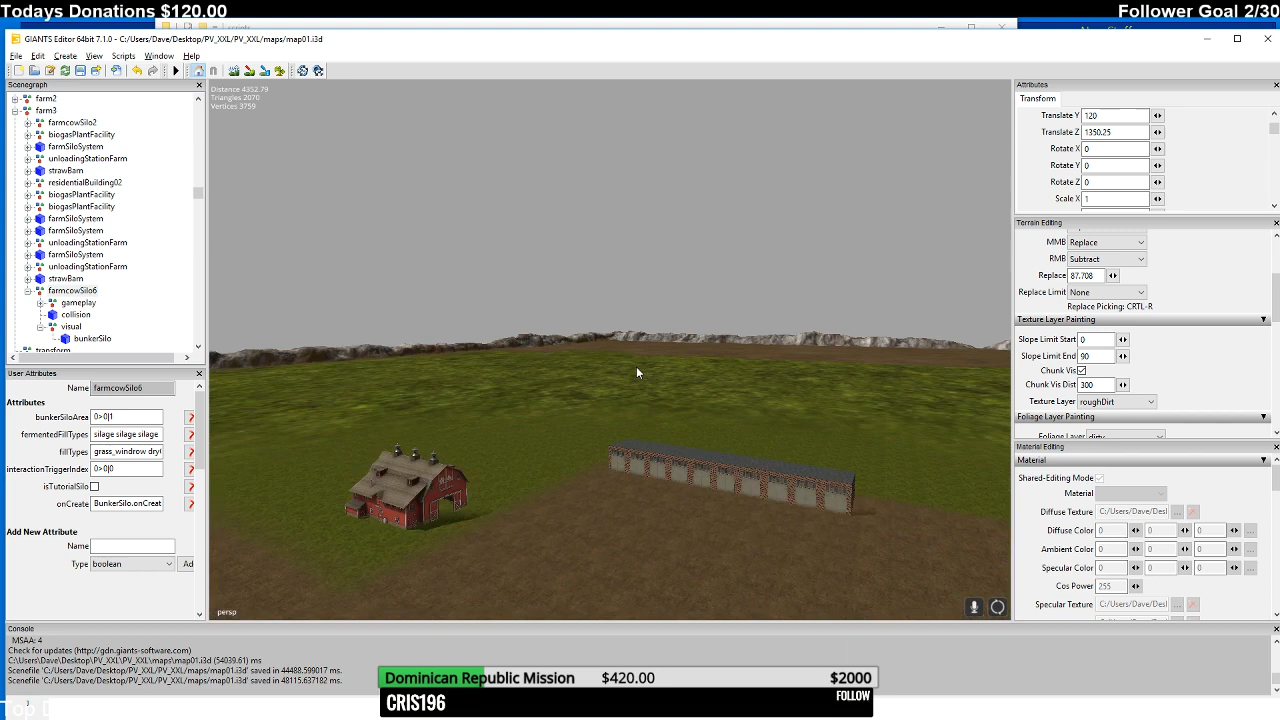 Todays Donations $120.00
Follower Goal 2/30
GIANTS Editor 64bit 7.1.0 - C:/Users/Dave/Desktop/PV_XXL/PV_XXL/maps/map01.i3d
File Edit Create View Scripts Window Help
Scenegraph
farm2
farm3
farmcowSilo2
biogasPlantFacility
farmSiloSystem
unloadingStationFarm
strawBarn
residentialBuilding02
biogasPlantFacility
biogasPlantFacility
farmSiloSystem
farmSiloSystem
unloadingStationFarm
farmSiloSystem
unloadingStationFarm
strawBarn
farmcowSilo6
gameplay
collision
visual
bunkerSilo
transform
User Attributes
Name farmcowSilo6
Attributes
bunkerSiloArea 0>0|1
fermentedFillTypes silage silage silage
fillTypes grass_windrow dry
interactionTriggerIndex 0>0|0
isTutorialSilo
onCreate BunkerSilo.onCreat
Add New Attribute
Name
Type boolean Ad
Distance 4352.79
Triangles 2070
Vertices 3759
persp
Attributes
Transform
Translate Y 120
Translate Z 1350.25
Rotate X 0
Rotate Y 0
Rotate Z 0
Scale X 1
Terrain Editing
MMB Replace
RMB Subtract
Replace 87.708
Replace Limit None
Replace Picking: CRTL-R
Texture Layer Painting
Slope Limit Start 0
Slope Limit End 90
Chunk Vis
Chunk Vis Dist 300
Texture Layer roughDirt
Foliage Layer Painting
Foliage Layer dirty
Material Editing
Material
Shared-Editing Mode
Material
Diffuse Texture C:/Users/Dave/Desl ...
Diffuse Color 0 0 0 ...
Ambient Color 0 0 0 ...
Specular Color 0 0 0 ...
Cos Power 255
Specular Texture C:/Users/Dave/Desl ...
Console
MSAA: 4
Check for updates (http://gdn.giants-software.com)
C:\Users\Dave\Desktop\PV_XXL\PV_XXL\maps\map01.i3d (54039.61) ms
Scenefile 'C:/Users/Dave/Desktop/PV_XXL/PV_XXL/maps/map01.i3d' saved in 44488.599017 ms.
Scenefile 'C:/Users/Dave/Desktop/PV_XXL/PV_XXL/maps/map01.i3d' saved in 48115.637182 ms.
Dominican Republic Mission $420.00 $2000
CRIS196 FOLLOW